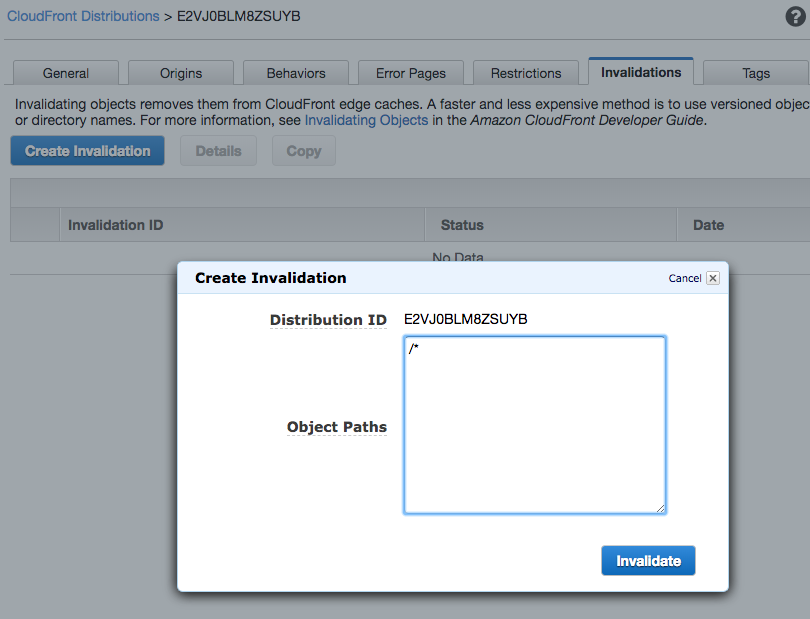 CloudFront Distributions > E2VJ0BLM8ZSUYB
?
General Origins Behaviors Error Pages Restrictions Invalidations Tags
Invalidating objects removes them from CloudFront edge caches. A faster and less expensive method is to use versioned objec
or directory names. For more information, see Invalidating Objects in the Amazon CloudFront Developer Guide.
Create Invalidation Details Copy
Invalidation ID Status Date
No Data
Create Invalidation Cancel x
Distribution ID E2VJ0BLM8ZSUYB
/*
Object Paths
Invalidate